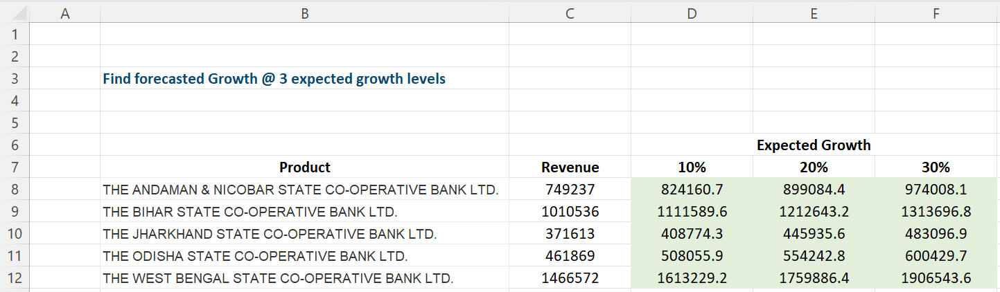 A B C D E F
1
2
3 Find forecasted Growth @ 3 expected growth levels
4
5
6 Expected Growth
7 Product Revenue 10% 20% 30%
8 THE ANDAMAN & NICOBAR STATE CO-OPERATIVE BANK LTD. 749237 824160.7 899084.4 974008.1
9 THE BIHAR STATE CO-OPERATIVE BANK LTD. 1010536 1111589.6 1212643.2 1313696.8
10 THE JHARKHAND STATE CO-OPERATIVE BANK LTD. 371613 408774.3 445935.6 483096.9
11 THE ODISHA STATE CO-OPERATIVE BANK LTD. 461869 508055.9 554242.8 600429.7
12 THE WEST BENGAL STATE CO-OPERATIVE BANK LTD. 1466572 1613229.2 1759886.4 1906543.6